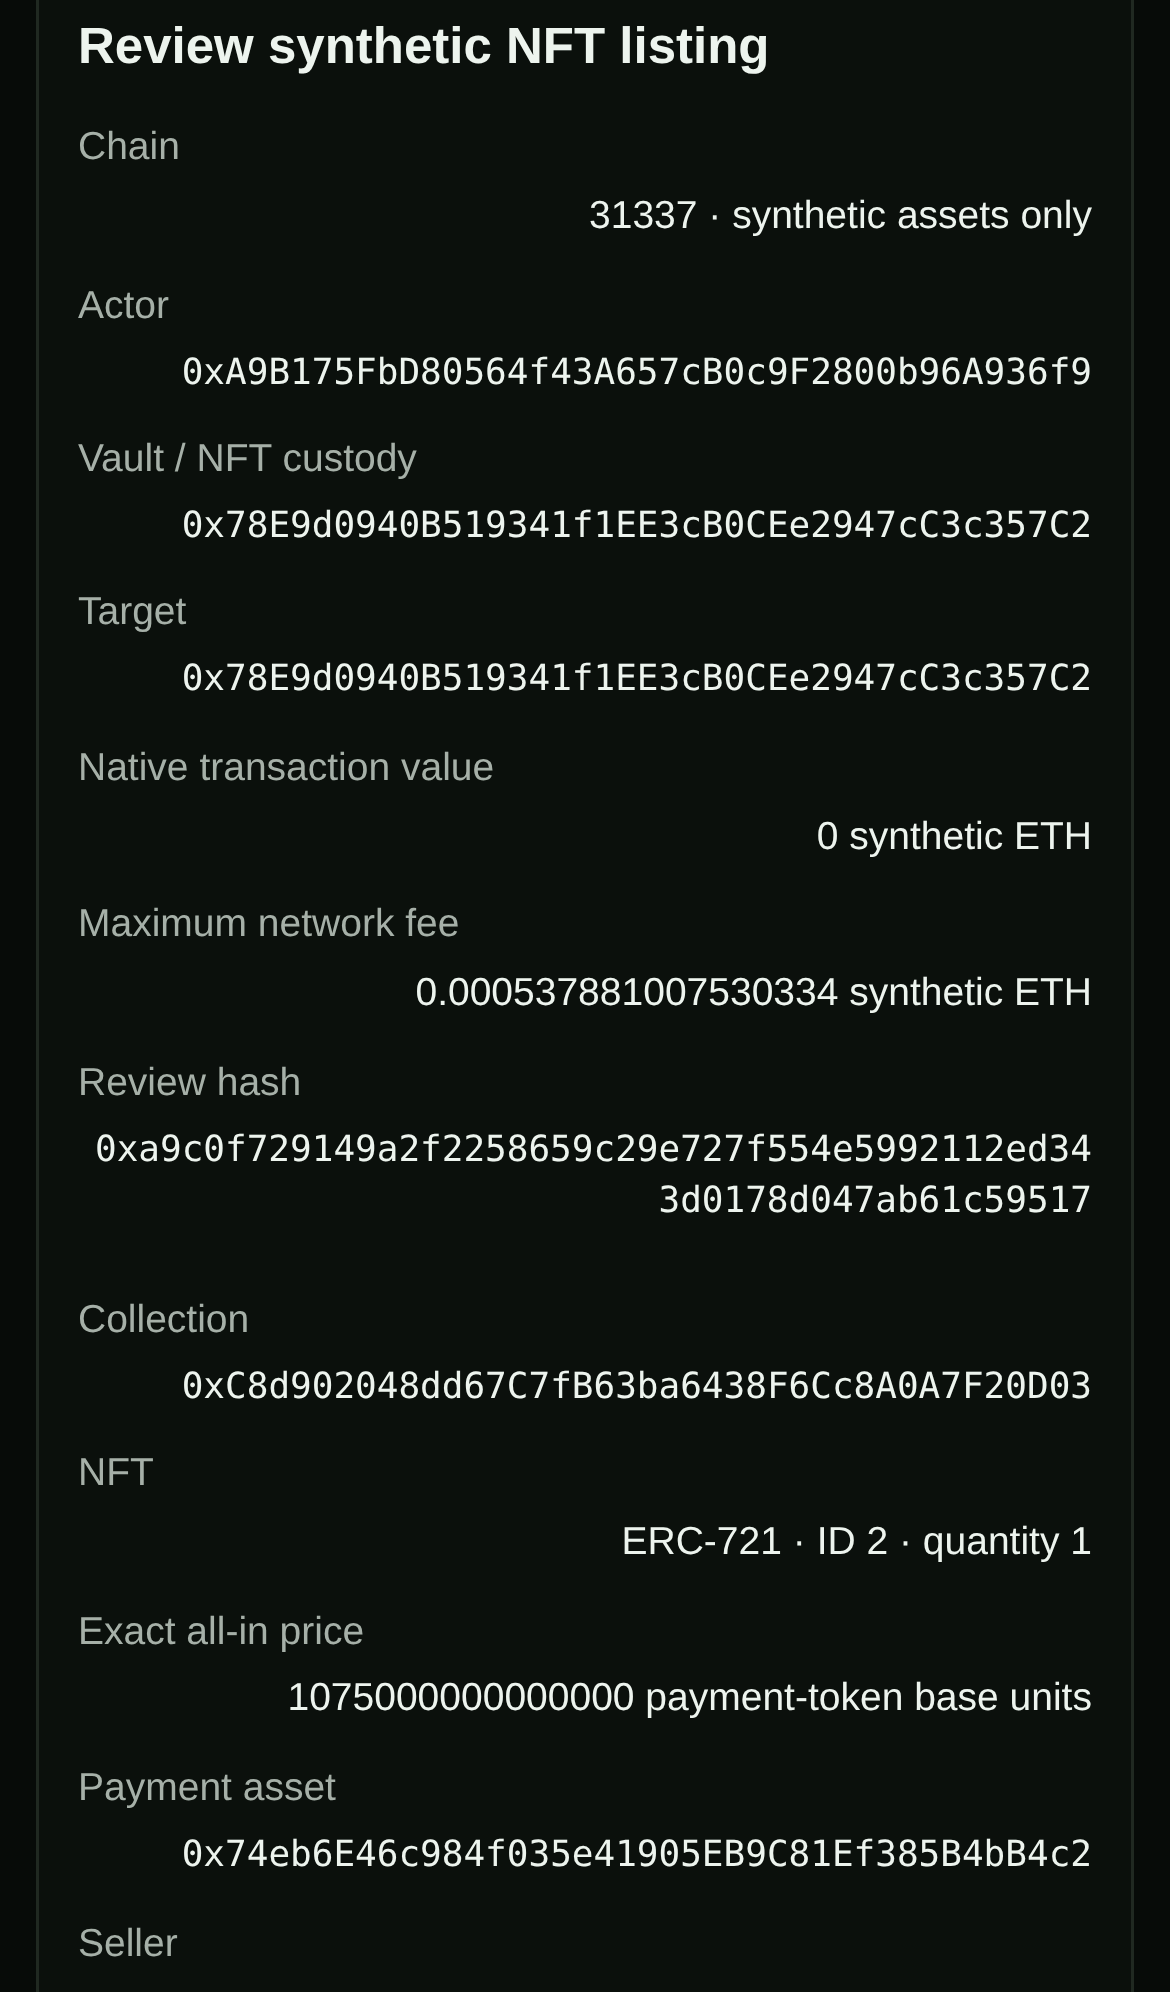 Review synthetic NFT listing
Chain
31337 · synthetic assets only
Actor
0xA9B175FbD80564f43A657cB0c9F2800b96A936f9
Vault / NFT custody
0x78E9d0940B519341f1EE3cB0CEe2947cC3c357C2
Target
0x78E9d0940B519341f1EE3cB0CEe2947cC3c357C2
Native transaction value
0 synthetic ETH
Maximum network fee
0.000537881007530334 synthetic ETH
Review hash
0xa9c0f729149a2f2258659c29e727f554e5992112ed34
3d0178d047ab61c59517
Collection
0xC8d902048dd67C7fB63ba6438F6Cc8A0A7F20D03
NFT
ERC-721 · ID 2 · quantity 1
Exact all-in price
1075000000000000 payment-token base units
Payment asset
0x74eb6E46c984f035e41905EB9C81Ef385B4bB4c2
Seller